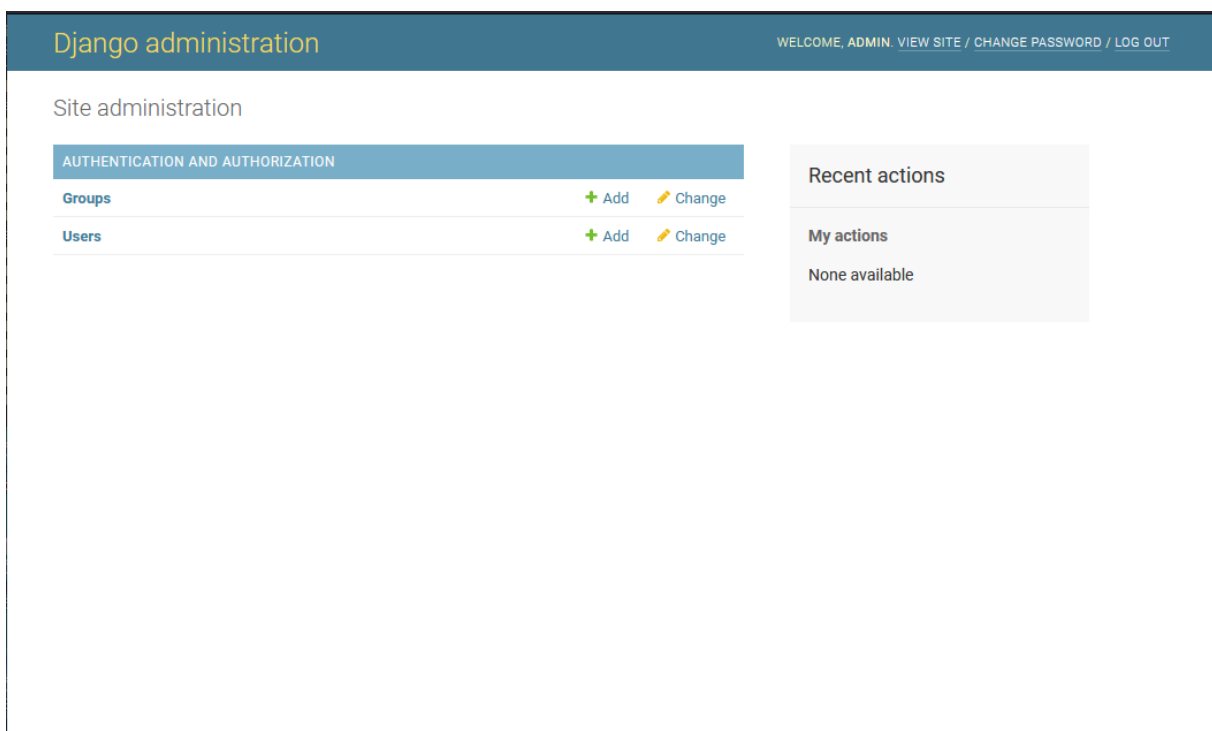 Django administration
WELCOME, ADMIN. VIEW SITE / CHANGE PASSWORD / LOG OUT
Site administration
AUTHENTICATION AND AUTHORIZATION
Groups + Add Change
Users + Add Change
Recent actions
My actions
None available